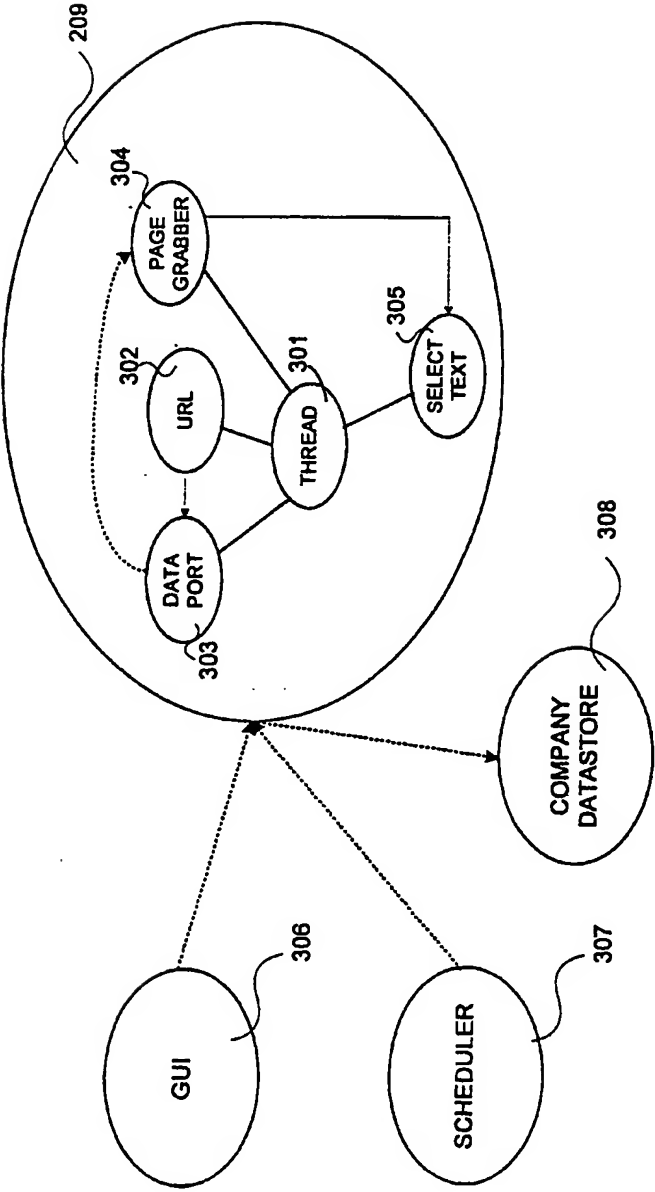 209
304
PAGE
GRABBER
302
URL
301
THREAD
305
SELECT
TEXT
DATA
PORT
303
308
COMPANY
DATASTORE
GUI
306
SCHEDULER
307